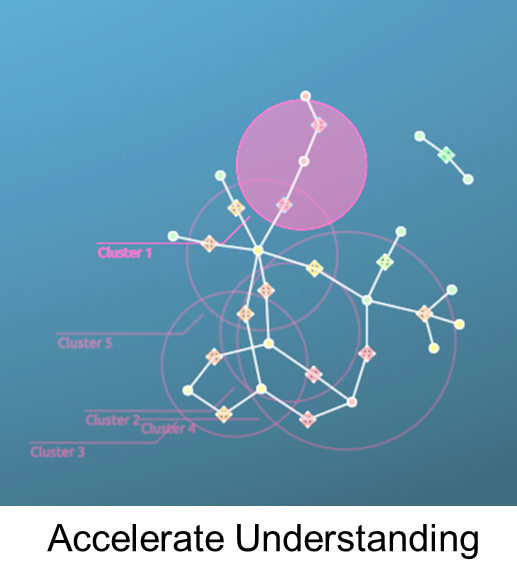 Cluster 1
Cluster 5
Cluster 2
Cluster 4
Cluster 3
Accelerate Understanding